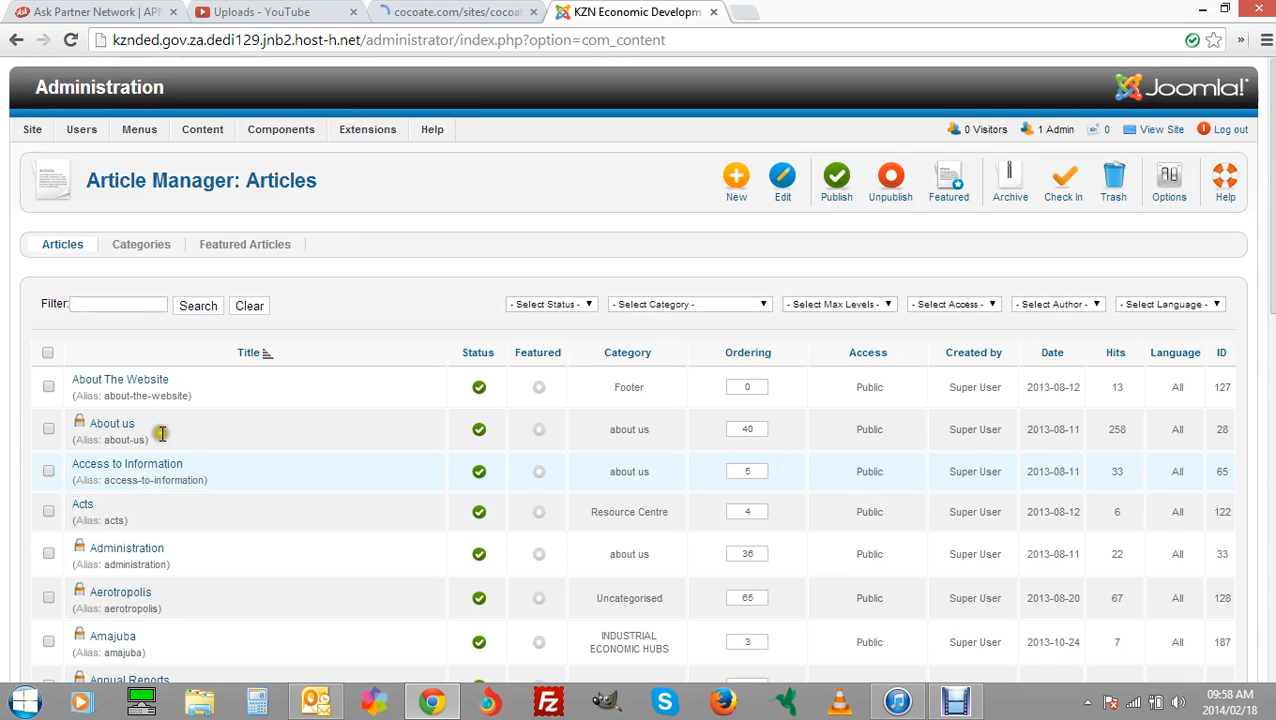 Ask Partner Network | AP
Uploads - YouTube
cocoate.com/sites/cocoat
KZN Economic Developm
kznded.gov.za.dedi129.jnb2.host-h.net/administrator/index.php?option=com_content
Administration
Joomla!
Site Users Menus Content Components Extensions Help
0 Visitors 1 Admin 0 View Site Log out
Article Manager: Articles
New Edit Publish Unpublish Featured Archive Check In Trash Options Help
Articles Categories Featured Articles
Filter: Search Clear - Select Status - - Select Category - - Select Max Levels - - Select Access - - Select Author - - Select Language -
Title Status Featured Category Ordering Access Created by Date Hits Language ID
About The Website
(Alias: about-the-website)
Footer 0 Public Super User 2013-08-12 13 All 127
About us
(Alias: about-us)
about us 40 Public Super User 2013-08-11 258 All 28
Access to Information
(Alias: access-to-information)
about us 5 Public Super User 2013-08-11 33 All 65
Acts
(Alias: acts)
Resource Centre 4 Public Super User 2013-08-12 6 All 122
Administration
(Alias: administration)
about us 36 Public Super User 2013-08-11 22 All 33
Aerotropolis
(Alias: aerotropolis)
Uncategorised 65 Public Super User 2013-08-20 67 All 128
Amajuba
(Alias: amajuba)
INDUSTRIAL
ECONOMIC HUBS
3 Public Super User 2013-10-24 7 All 187
Annual Reports
09:58 AM
2014/02/18